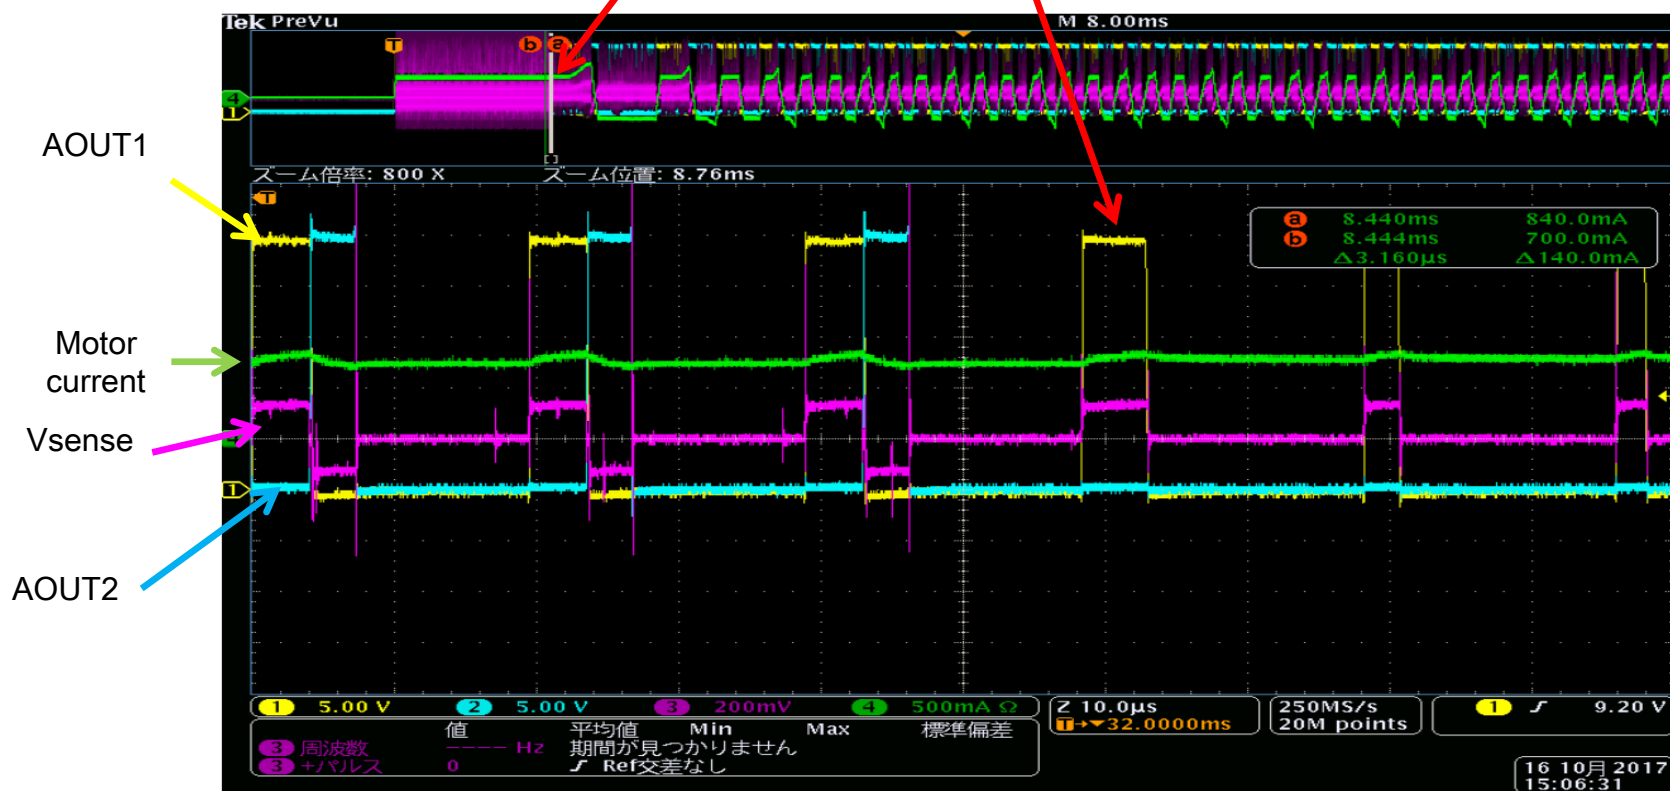 Tek PreVu M 8.00ms
T b a
4
1
AOUT1
ズーム倍率: 800 X ズーム位置: 8.76ms
T
a 8.440ms 840.0mA
b 8.444ms 700.0mA
Δ3.160µs Δ140.0mA
Motor
current
Vsense
1
AOUT2
1 5.00 V 2 5.00 V 3 200mV 4 500mA Ω Z 10.0µs 250MS/s 1 ƒ 9.20 V
T→▼32.0000ms 20M points
値 平均値 Min Max 標準偏差
3 周波数 ---- Hz 期間が見つかりません
3 +パルス 0 ƒ Ref交差なし
16 10月 2017
15:06:31